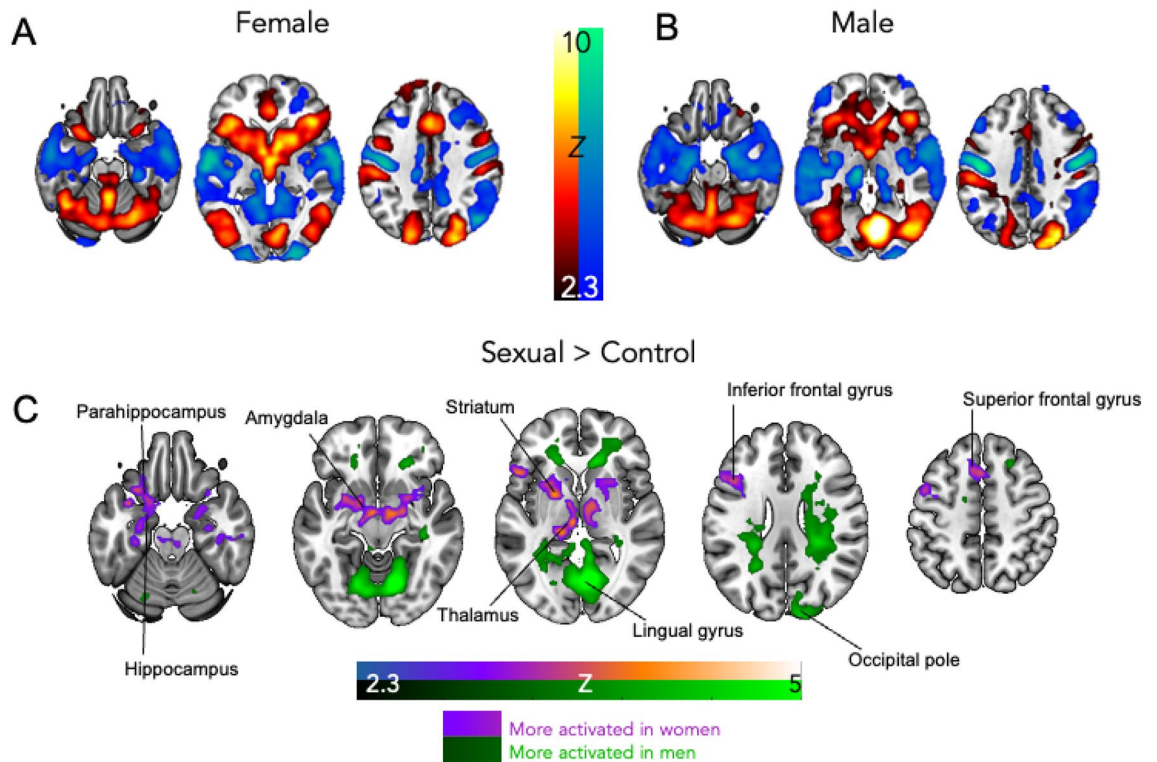 A
Female
B
Male
10
Z
2.3
Sexual > Control
C
Parahippocampus
Amygdala
Striatum
Inferior frontal gyrus
Superior frontal gyrus
Thalamus
Lingual gyrus
Hippocampus
Occipital pole
2.3 Z 5
More activated in women
More activated in men